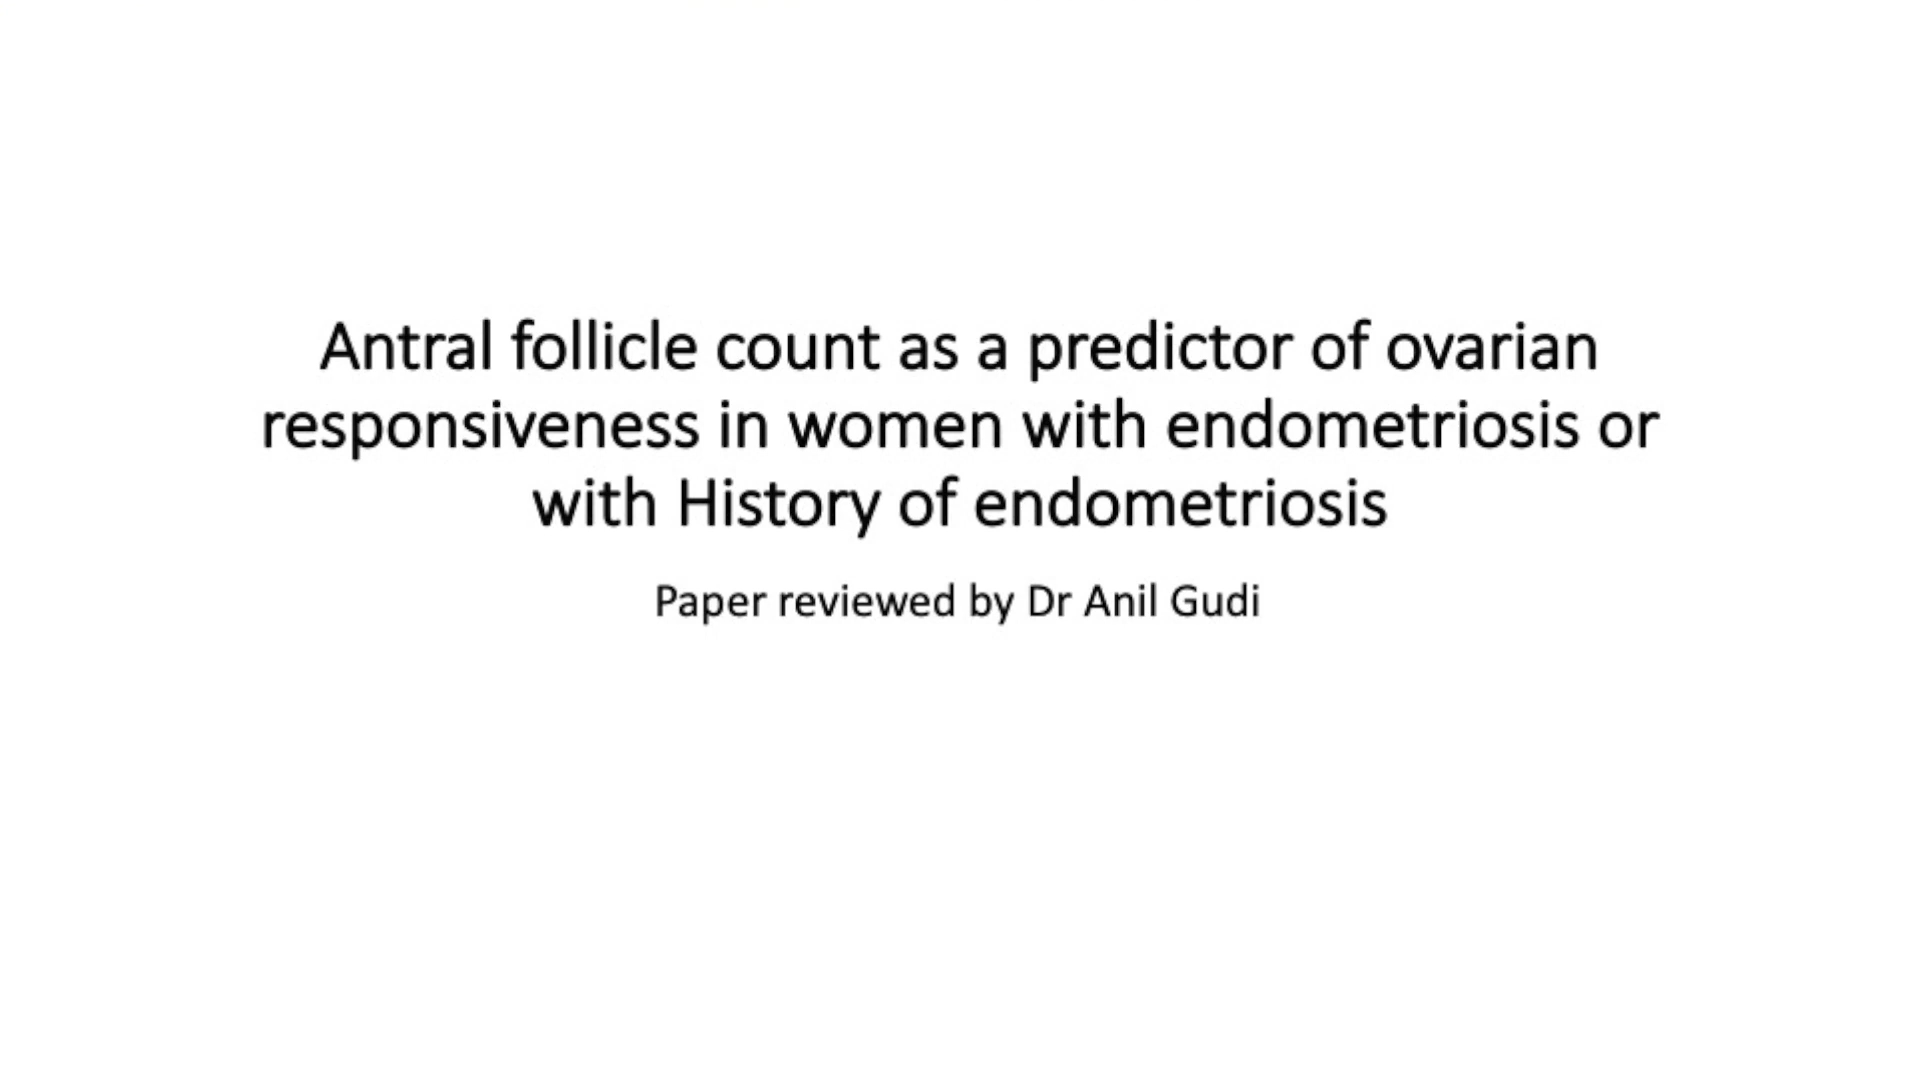 Antral follicle count as a predictor of ovarian
responsiveness in women with endometriosis or
with History of endometriosis
Paper reviewed by Dr Anil Gudi